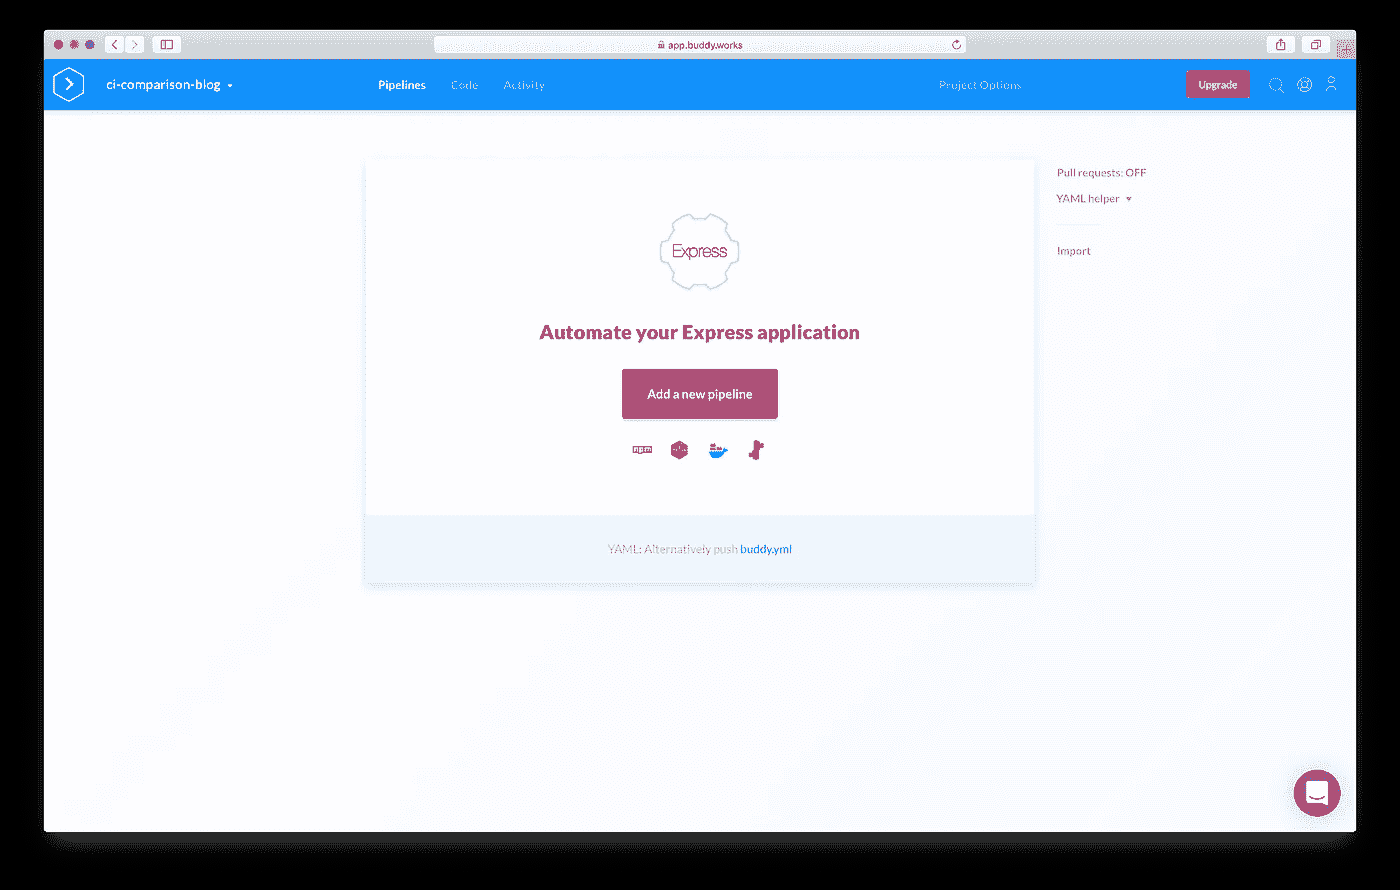 app.buddy.works
ci-comparison-blog
Pipelines
Code
Activity
Project Options
Upgrade
Pull requests: OFF
YAML helper
Import
Express
Automate your Express application
Add a new pipeline
npm
YAML: Alternatively push buddy.yml